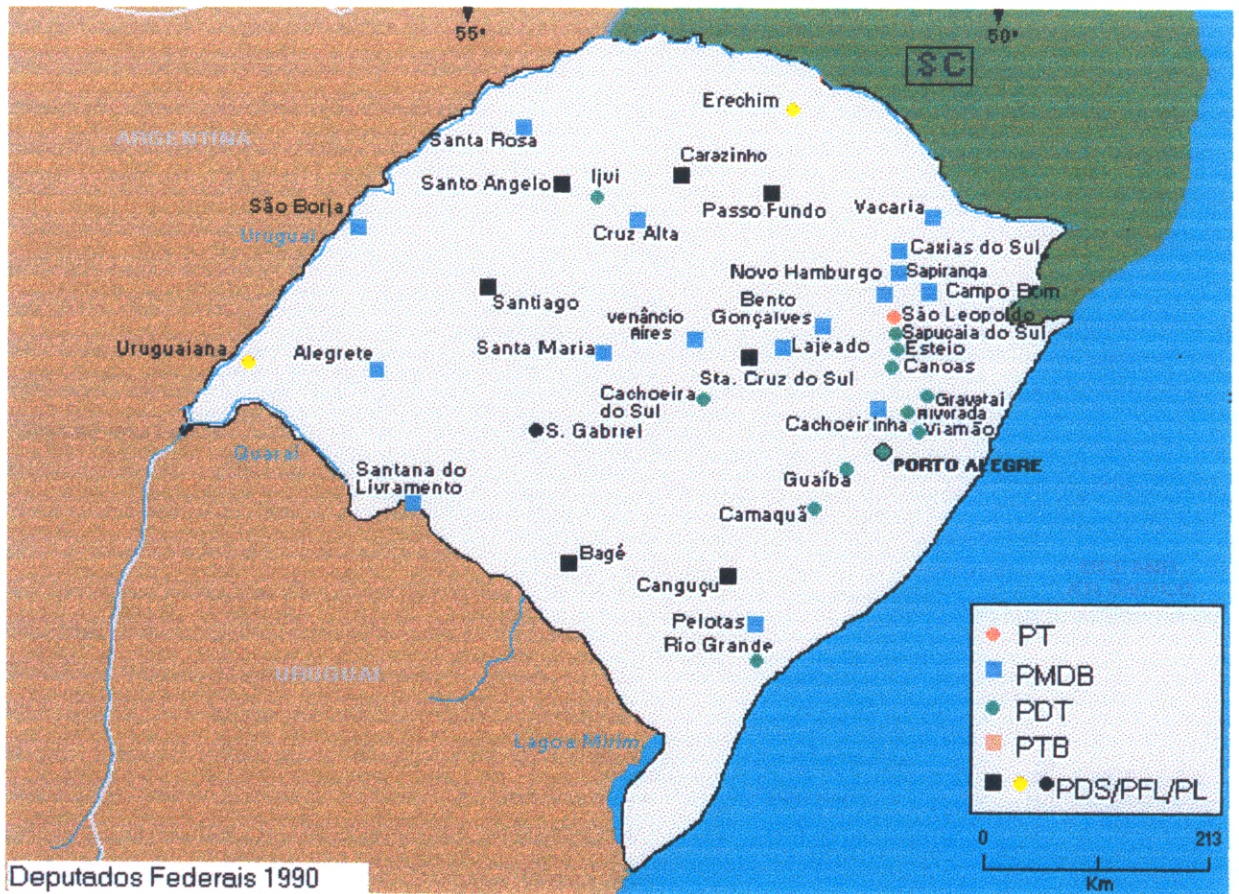 55°
50°
SC
ARGENTINA
Erechim
Santa Rosa
Carazinho
Ijvi
Santo Angelo
Passo Fundo
São Borja
Uruguai
Cruz Alta
Vacaria
Caxias do Sul
Novo Hamburgo
Sapiranga
Campo Bom
Santiago
Bento
Gonçalves
São Leopoldo
venâncio
Aires
Sapucaia do Sul
Uruguaiana
Alegrete
Santa Maria
Lajeado
Esteio
Canoas
Sta. Cruz do Sul
Cachoeira
do Sul
Gravatai
Alvorada
Cachoeirinha
Viamão
S. Gabriel
Quarai
PORTO ALEGRE
Santana do
Livramento
Guaíba
Camaquã
Bagé
Canguçu
Pelotas
Rio Grande
URUGUAI
Lagoa Mirim
PT
PMDB
PDT
PTB
PDS/PFL/PL
0
213
Km
Deputados Federais 1990